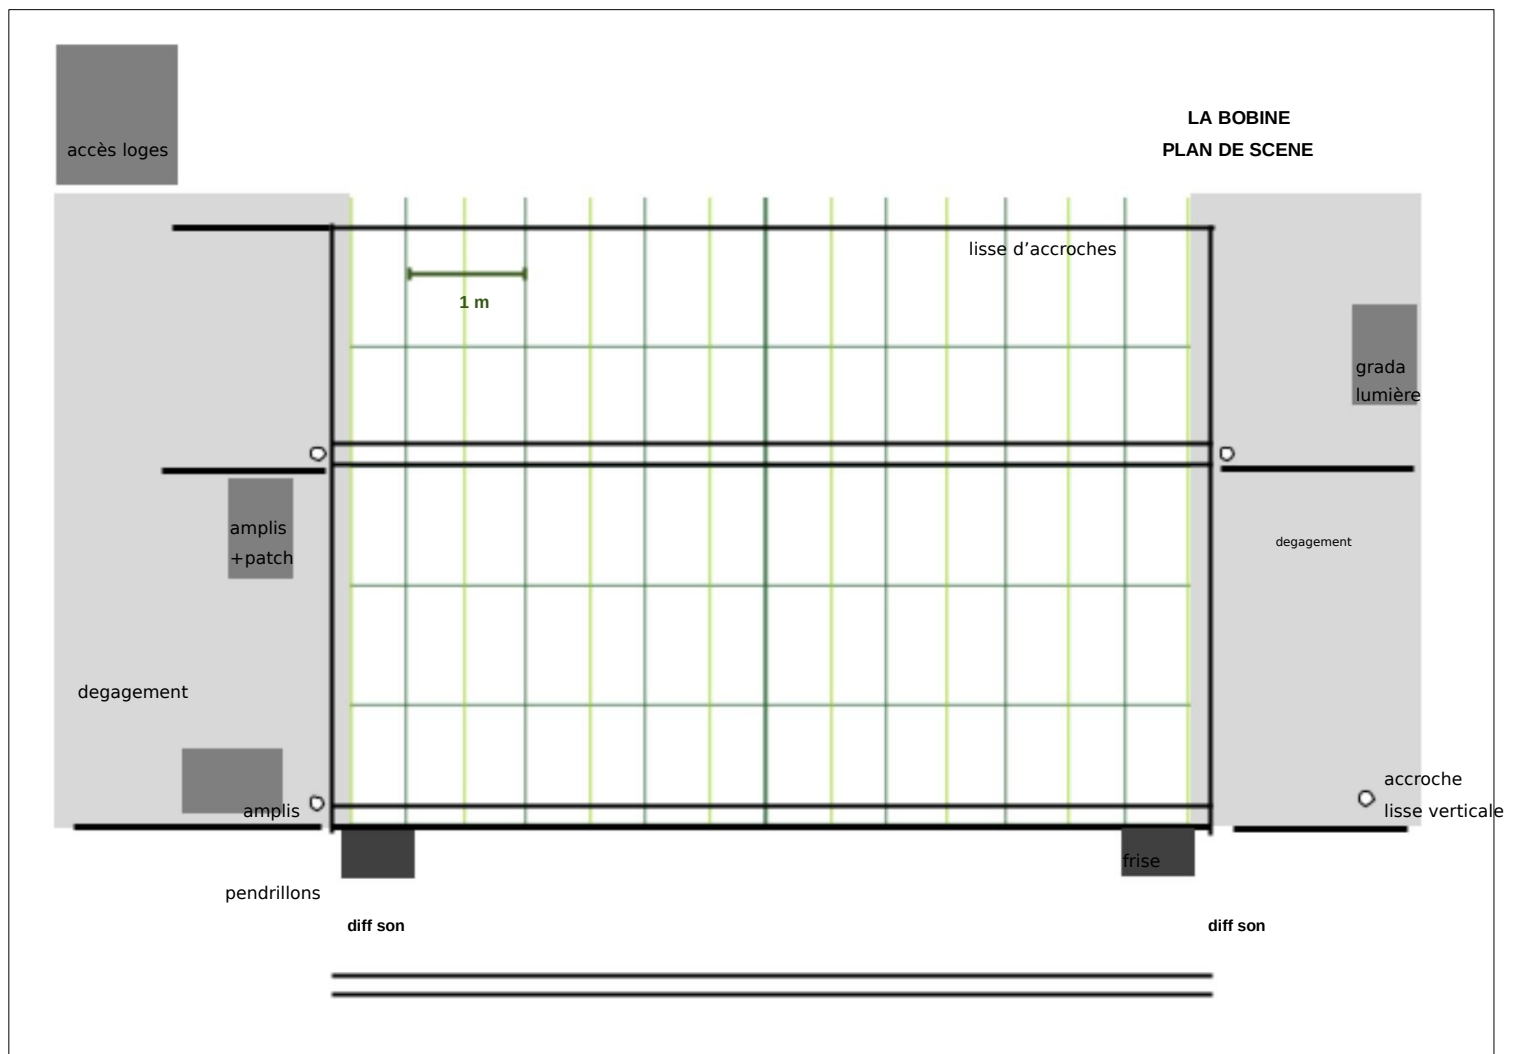 LA BOBINE
PLAN DE SCENE
accès loges
lisse d’accroches
1 m
grada
lumière
amplis
+patch
degagement
degagement
accroche
lisse verticale
amplis
frise
pendrillons
diff son
diff son